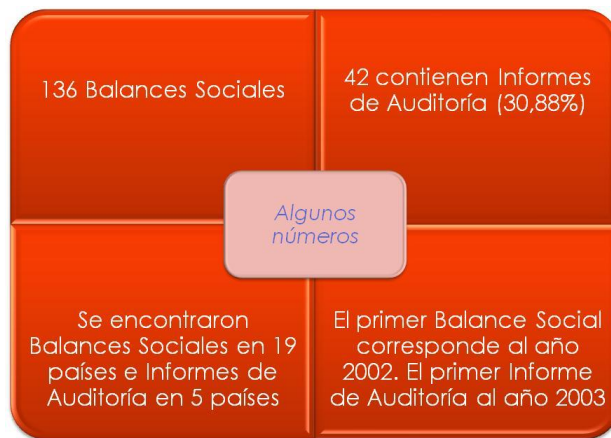 136 Balances Sociales
42 contienen Informes
de Auditoría (30,88%)
Algunos
números
Se encontraron
Balances Sociales en 19
países e Informes de
Auditoría en 5 países
El primer Balance Social
corresponde al año
2002. El primer Informe
de Auditoría al año 2003